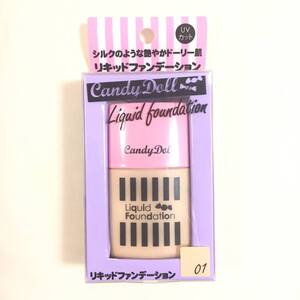 UV
カット
シルクのような艶やかドーリー肌
リキッドファンデーション
Candy Doll
Liquid foundation
CandyDoll
Liquid
Foundation
リキッドファンデーション
01